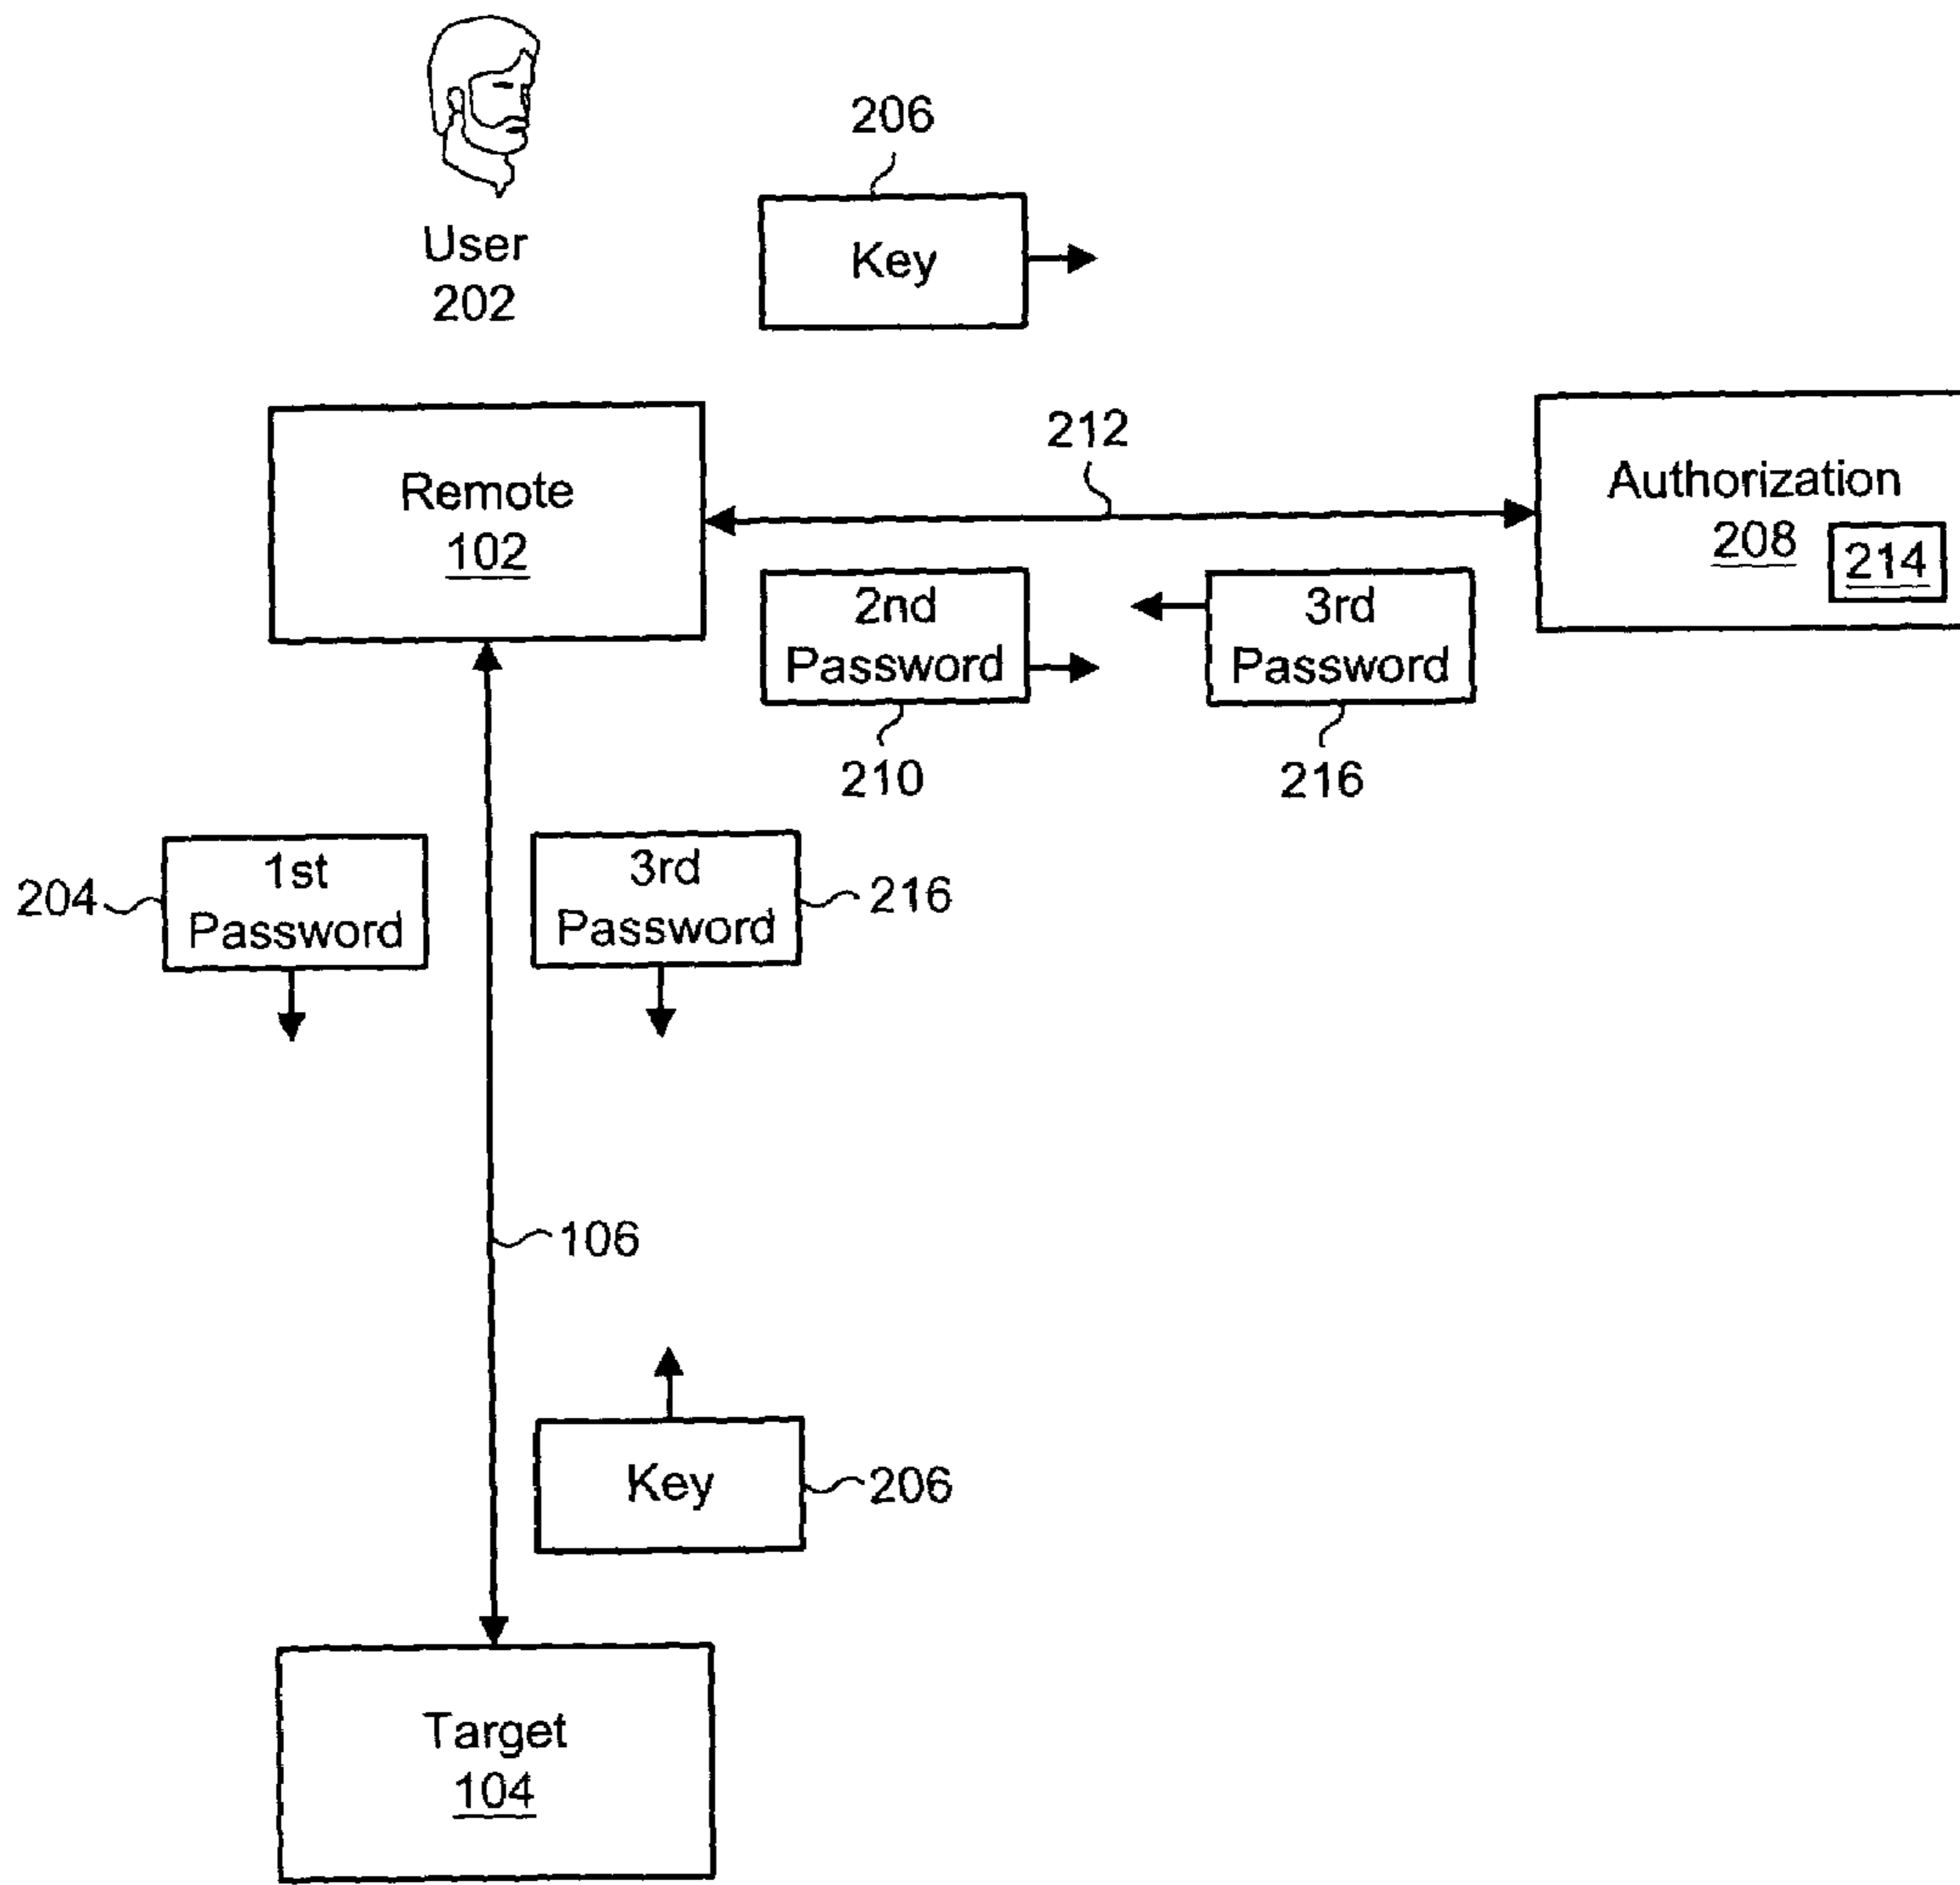 206
Key
User
202
212
Remote
102
Authorization
208
214
2nd
Password
3rd
Password
210
216
204
1st
Password
3rd
Password
216
106
Key
206
Target
104